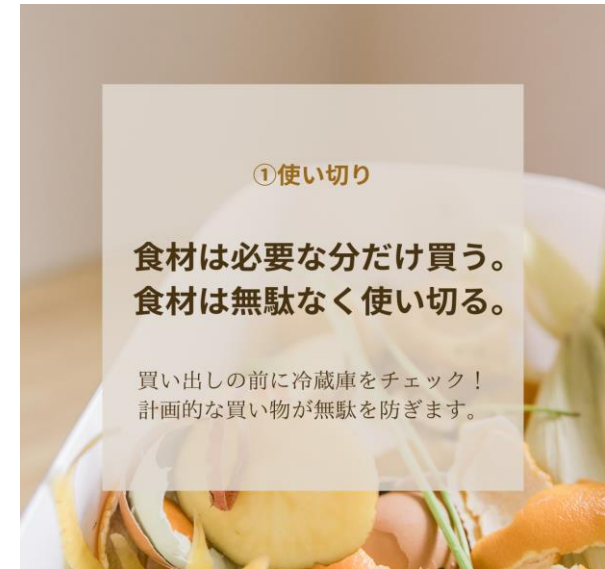 ①使い切り
食材は必要な分だけ買う。
食材は無駄なく使い切る。
買い出しの前に冷蔵庫をチェック！
計画的な買い物が無駄を防ぎます。